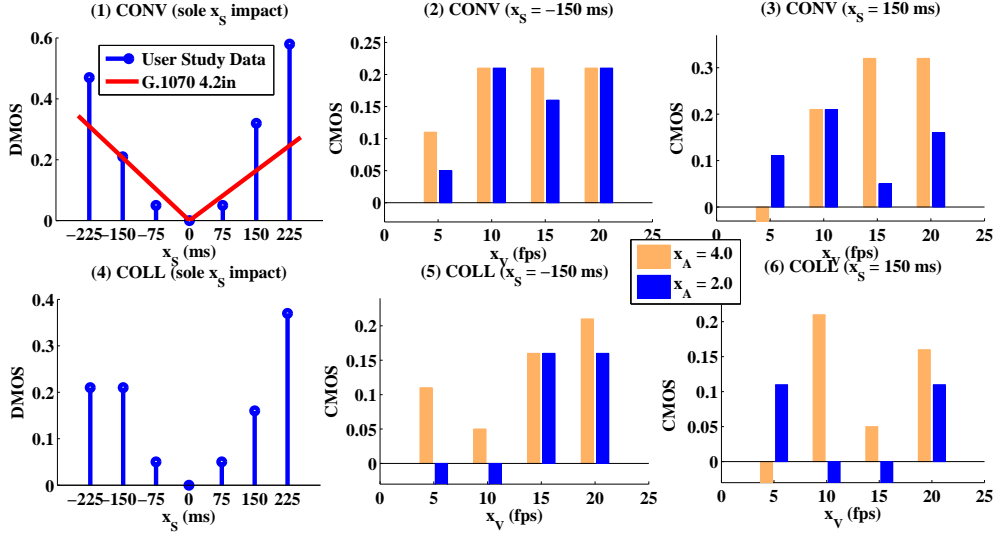 (1) CONV (sole x_S impact)
DMOS
0.6
0.4
0.2
0
User Study Data
G.1070 4.2in
−225 −150 −75 0 75 150 225
x_S (ms)
(2) CONV (x_S = −150 ms)
CMOS
0.25
0.2
0.15
0.1
0.05
0
0 5 10 15 20 25
x_V (fps)
(3) CONV (x_S = 150 ms)
CMOS
0.3
0.2
0.1
0
0 5 10 15 20 25
x_V (fps)
(4) COLL (sole x_S impact)
DMOS
0.4
0.3
0.2
0.1
0
−225 −150 −75 0 75 150 225
x_S (ms)
(5) COLL (x_S = −150 ms)
CMOS
0.2
0.15
0.1
0.05
0
0 5 10 15 20 25
x_V (fps)
x_A = 4.0
x_A = 2.0
(6) COLL (x_S = 150 ms)
CMOS
0.2
0.15
0.1
0.05
0
0 5 10 15 20 25
x_V (fps)